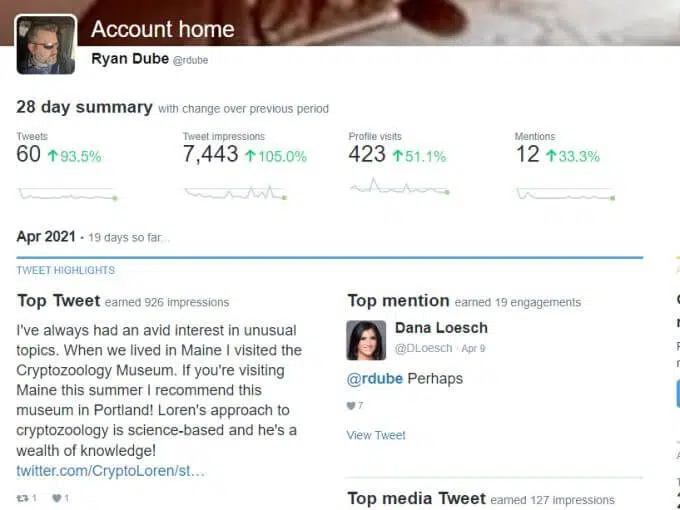 Account home
Ryan Dube @rdube
28 day summary with change over previous period
Tweets
60 ↑93.5%
Tweet impressions
7,443 ↑105.0%
Profile visits
423 ↑51.1%
Mentions
12 ↑33.3%
Apr 2021 • 19 days so far...
TWEET HIGHLIGHTS
Top Tweet earned 926 impressions
I've always had an avid interest in unusual
topics. When we lived in Maine I visited the
Cryptozoology Museum. If you're visiting
Maine this summer I recommend this
museum in Portland! Loren's approach to
cryptozoology is science-based and he's a
wealth of knowledge!
twitter.com/CryptoLoren/st…
1 1
Top mention earned 19 engagements
Dana Loesch
@DLoesch · Apr 9
@rdube Perhaps
7
View Tweet
Top media Tweet earned 127 impressions